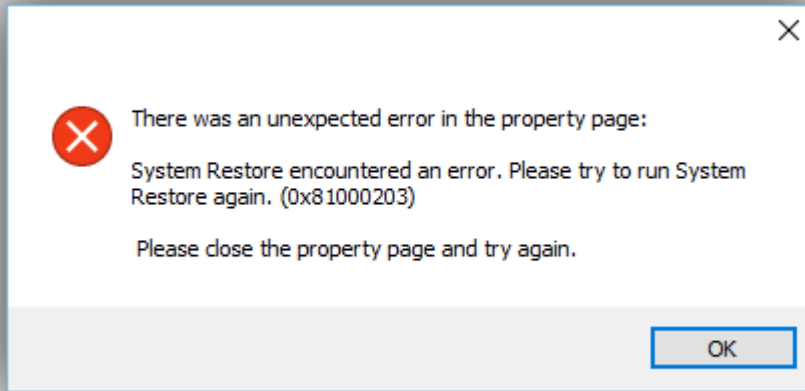 There was an unexpected error in the property page:
System Restore encountered an error. Please try to run System
Restore again. (0x81000203)
Please close the property page and try again.
OK